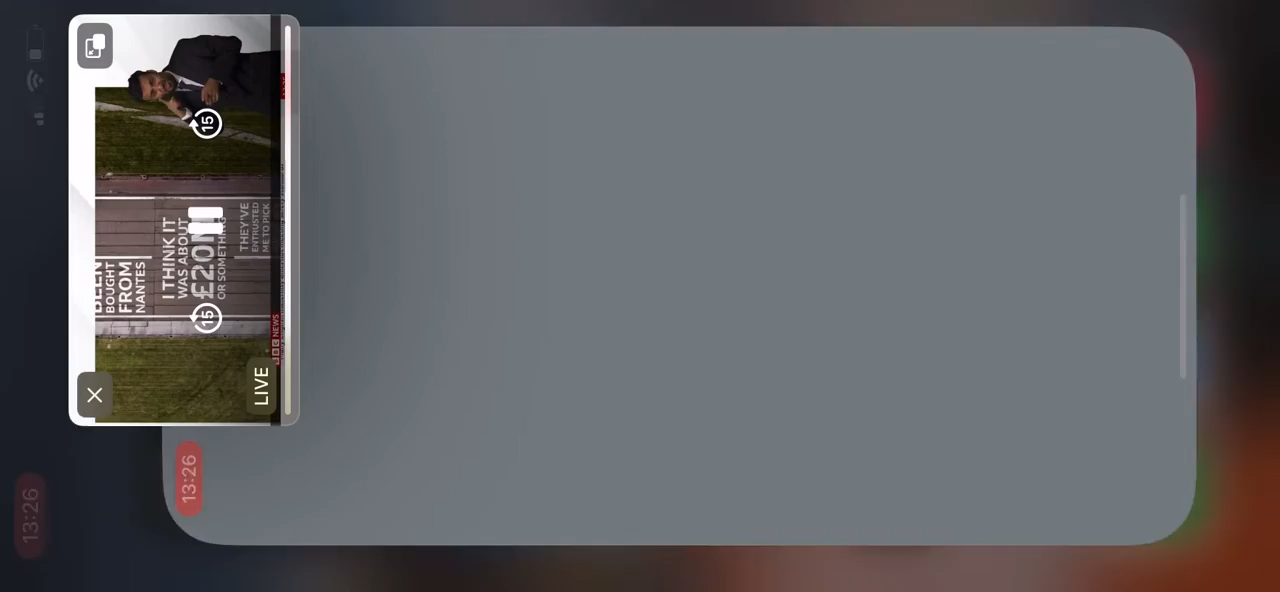 13:26
13:26
BEEN
BOUGHT
FROM
NANTES
I THINK IT
WAS ABOUT
£20M
OR SOMETHING
THEY'VE
ENTRUSTED
ME TO PICK
15
15
LIVE
BBC NEWS